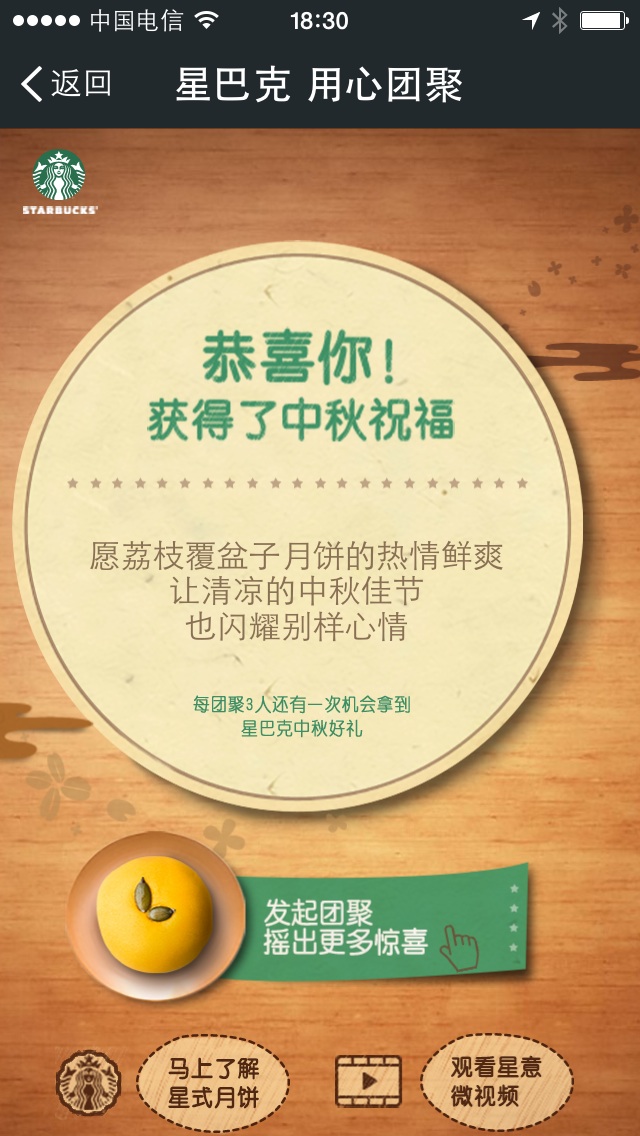 中国电信
18:30
返回
星巴克 用心团聚
STARBUCKS
恭喜你！
获得了中秋祝福
愿荔枝覆盆子月饼的热情鲜爽
让清凉的中秋佳节
也闪耀别样心情
每团聚3人还有一次机会拿到
星巴克中秋好礼
发起团聚
摇出更多惊喜
马上了解
星式月饼
观看星意
微视频